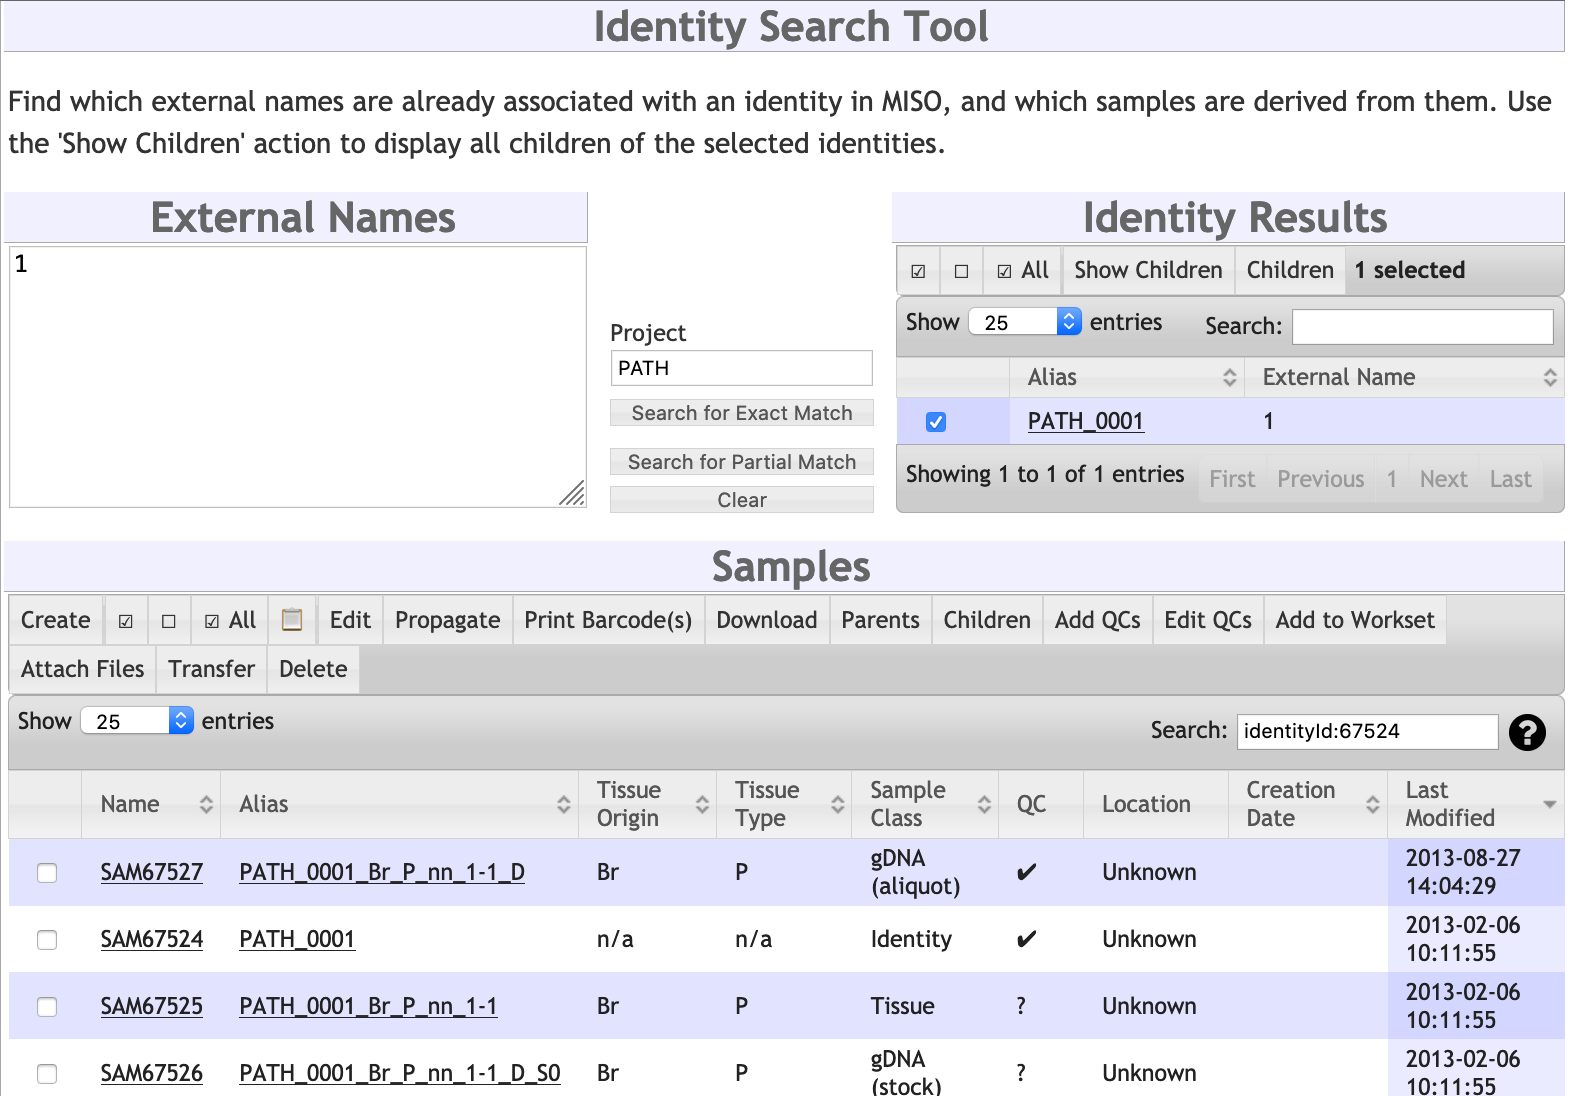 Identity Search Tool
Find which external names are already associated with an identity in MISO, and which samples are derived from them. Use
the 'Show Children' action to display all children of the selected identities.
External Names
1
Project
PATH
Search for Exact Match
Search for Partial Match
Clear
Identity Results
☑ ☐ ☑ All Show Children Children 1 selected
Show 25 entries Search:
Alias External Name
PATH_0001 1
Showing 1 to 1 of 1 entries First Previous 1 Next Last
Samples
Create ☑ ☐ ☑ All Edit Propagate Print Barcode(s) Download Parents Children Add QCs Edit QCs Add to Workset
Attach Files Transfer Delete
Show 25 entries Search: identityId:67524 ?
Name Alias Tissue Origin Tissue Type Sample Class QC Location Creation Date Last Modified
SAM67527 PATH_0001_Br_P_nn_1-1_D Br P gDNA (aliquot) ✔ Unknown 2013-08-27 14:04:29
SAM67524 PATH_0001 n/a n/a Identity ✔ Unknown 2013-02-06 10:11:55
SAM67525 PATH_0001_Br_P_nn_1-1 Br P Tissue ? Unknown 2013-02-06 10:11:55
SAM67526 PATH_0001_Br_P_nn_1-1_D_S0 Br P gDNA (stock) ? Unknown 2013-02-06 10:11:55